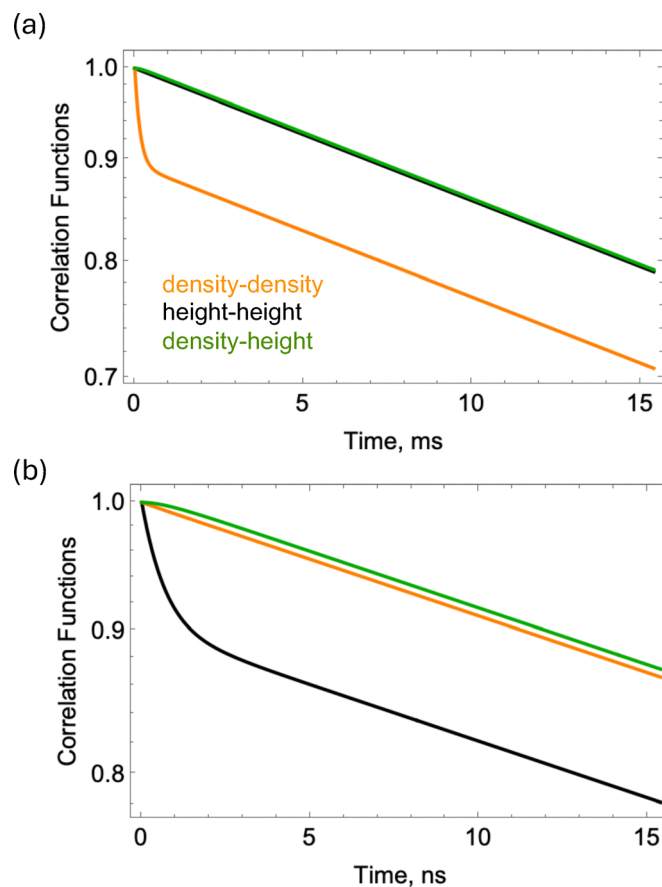 (a)
Correlation Functions
1.0
0.9
0.8
0.7
density-density
height-height
density-height
0 5 10 15
Time, ms
(b)
Correlation Functions
1.0
0.9
0.8
0 5 10 15
Time, ns